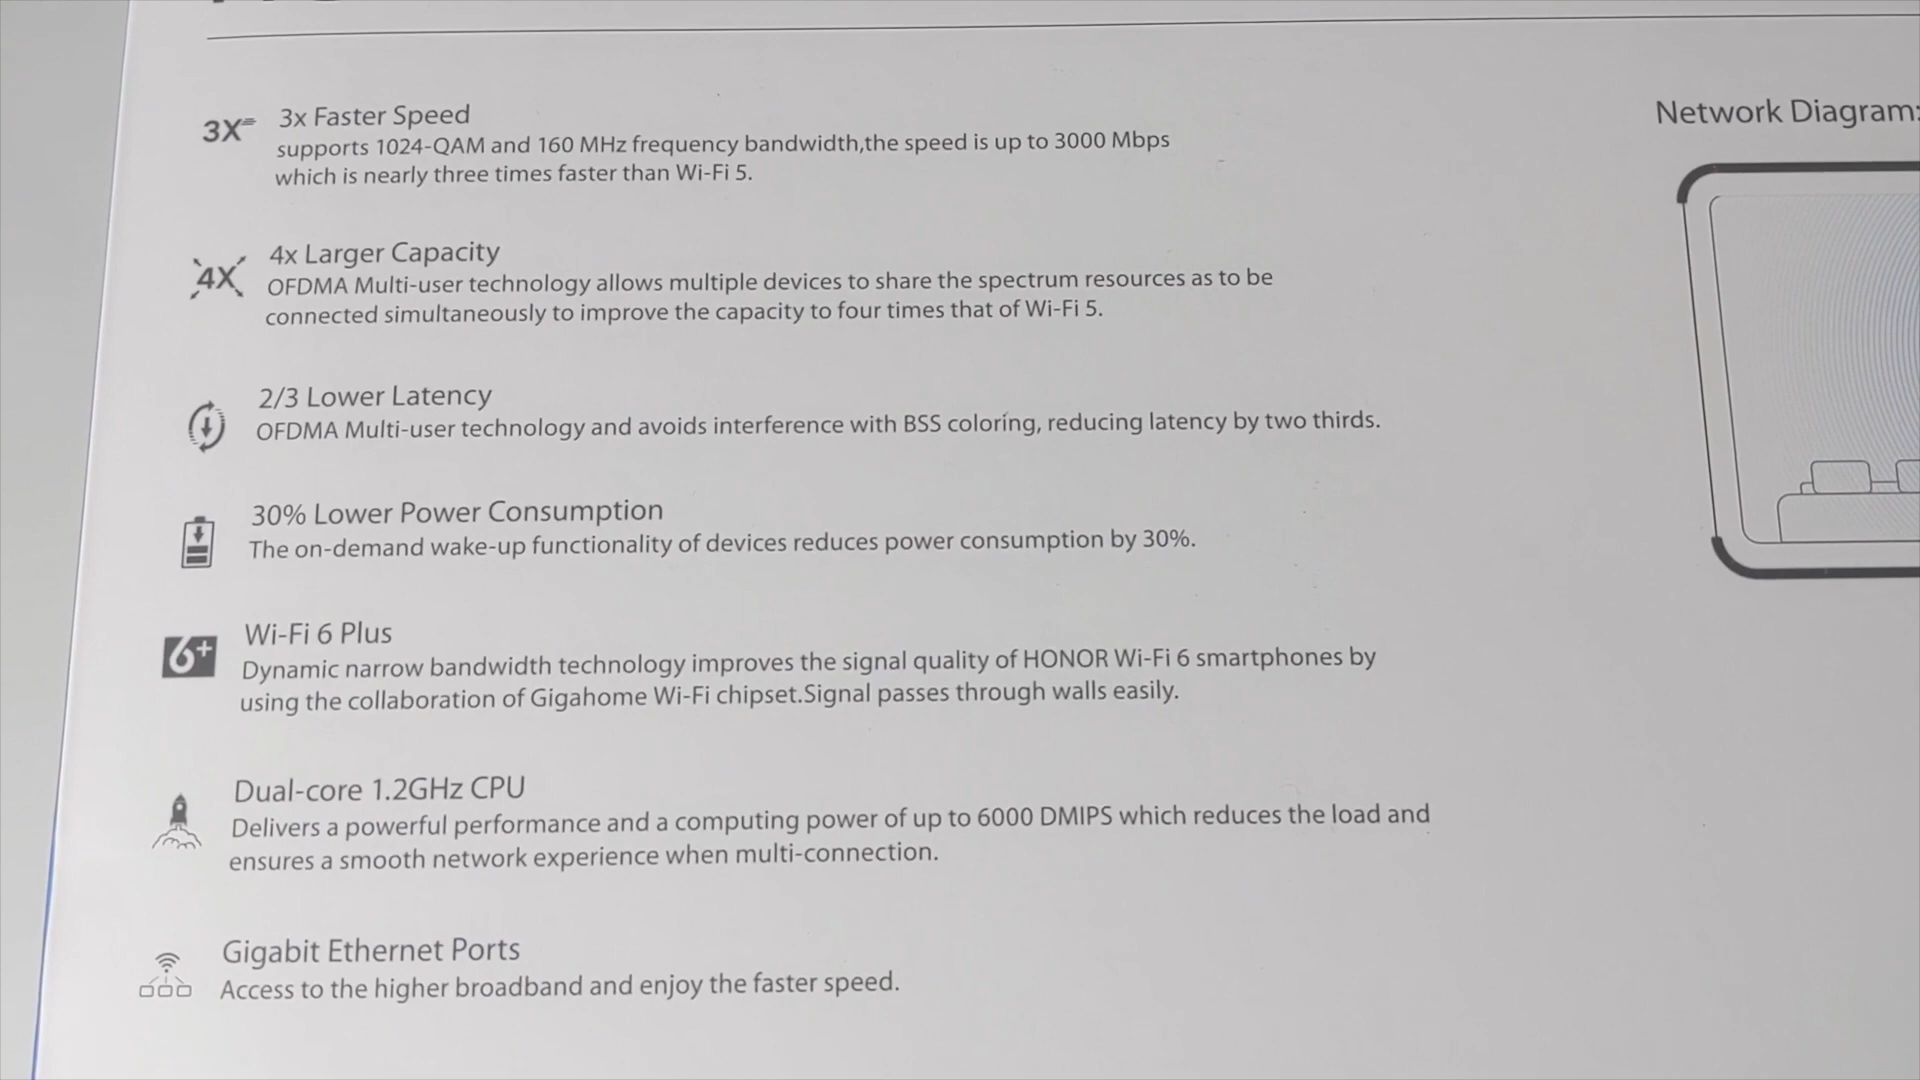 3X
3x Faster Speed
supports 1024-QAM and 160 MHz frequency bandwidth,the speed is up to 3000 Mbps
which is nearly three times faster than Wi-Fi 5.
4X
4x Larger Capacity
OFDMA Multi-user technology allows multiple devices to share the spectrum resources as to be
connected simultaneously to improve the capacity to four times that of Wi-Fi 5.
2/3 Lower Latency
OFDMA Multi-user technology and avoids interference with BSS coloring, reducing latency by two thirds.
30% Lower Power Consumption
The on-demand wake-up functionality of devices reduces power consumption by 30%.
6+
Wi-Fi 6 Plus
Dynamic narrow bandwidth technology improves the signal quality of HONOR Wi-Fi 6 smartphones by
using the collaboration of Gigahome Wi-Fi chipset.Signal passes through walls easily.
Dual-core 1.2GHz CPU
Delivers a powerful performance and a computing power of up to 6000 DMIPS which reduces the load and
ensures a smooth network experience when multi-connection.
Gigabit Ethernet Ports
Access to the higher broadband and enjoy the faster speed.
Network Diagram: